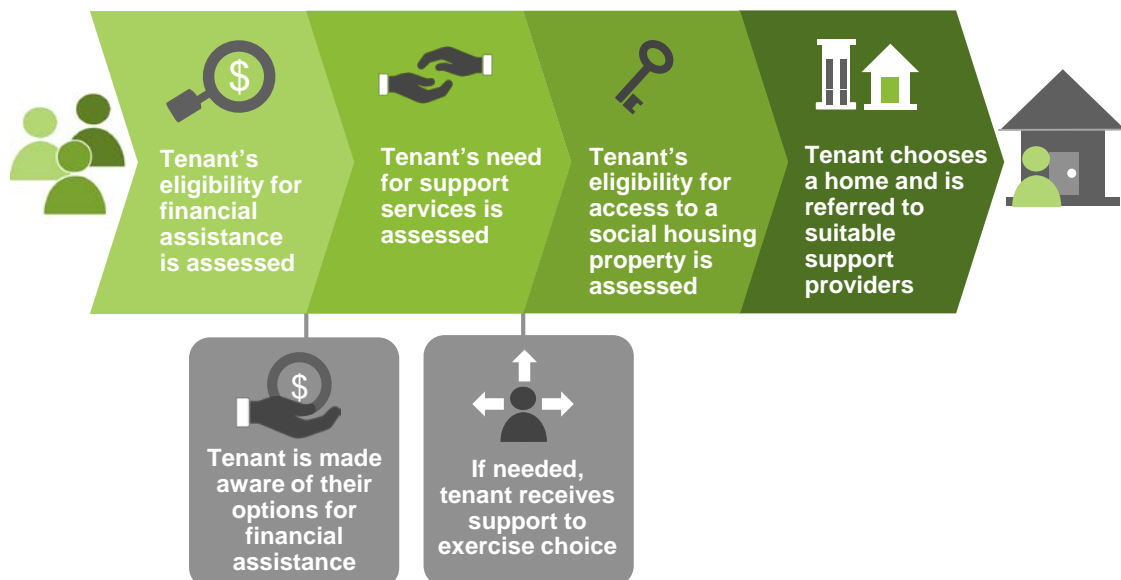 $
Tenant's
eligibility for
financial
assistance
is assessed
Tenant's need
for support
services is
assessed
Tenant's
eligibility for
access to a
social housing
property is
assessed
Tenant chooses
a home and is
referred to
suitable
support
providers
$
Tenant is made
aware of their
options for
financial
assistance
If needed,
tenant receives
support to
exercise choice